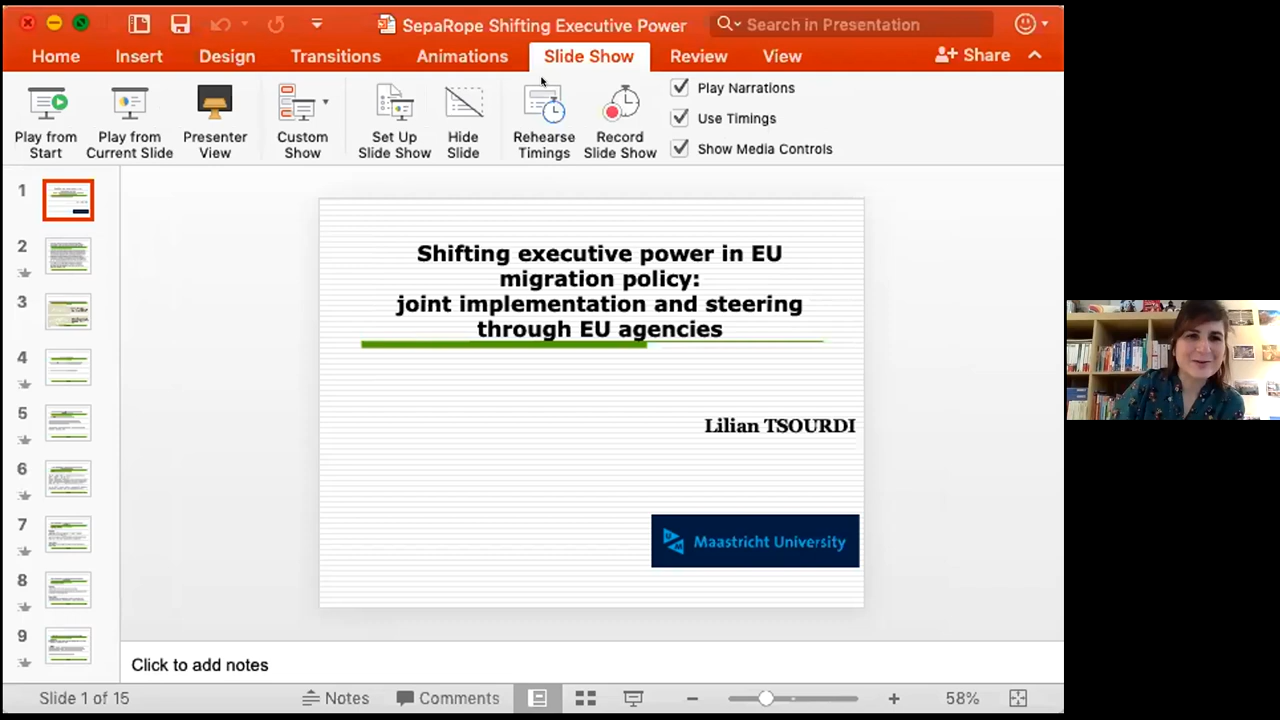 SepaRope Shifting Executive Power
Search in Presentation
Home Insert Design Transitions Animations Slide Show Review View Share
Play from Start
Play from Current Slide
Presenter View
Custom Show
Set Up Slide Show
Hide Slide
Rehearse Timings
Record Slide Show
Play Narrations
Use Timings
Show Media Controls
1
2
3
4
5
6
7
8
9
Shifting executive power in EU
migration policy:
joint implementation and steering
through EU agencies
Lilian TSOURDI
Maastricht University
Click to add notes
Slide 1 of 15 Notes Comments 58%